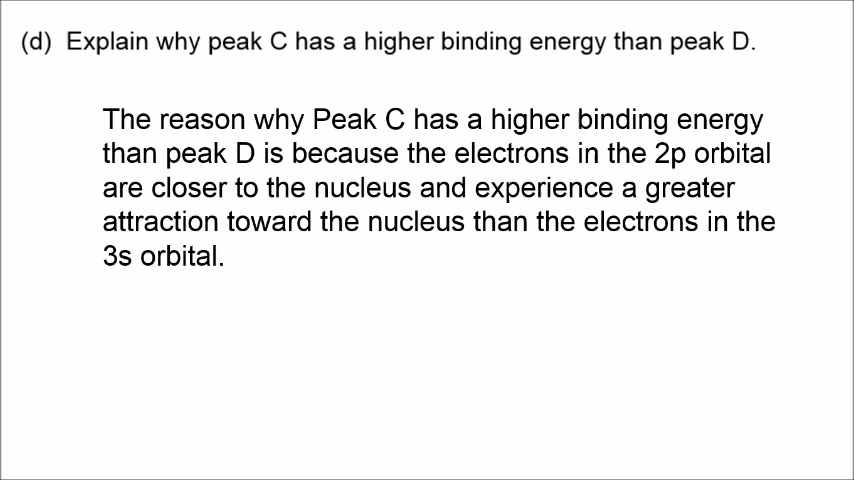 (d) Explain why peak C has a higher binding energy than peak D.
The reason why Peak C has a higher binding energy
than peak D is because the electrons in the 2p orbital
are closer to the nucleus and experience a greater
attraction toward the nucleus than the electrons in the
3s orbital.